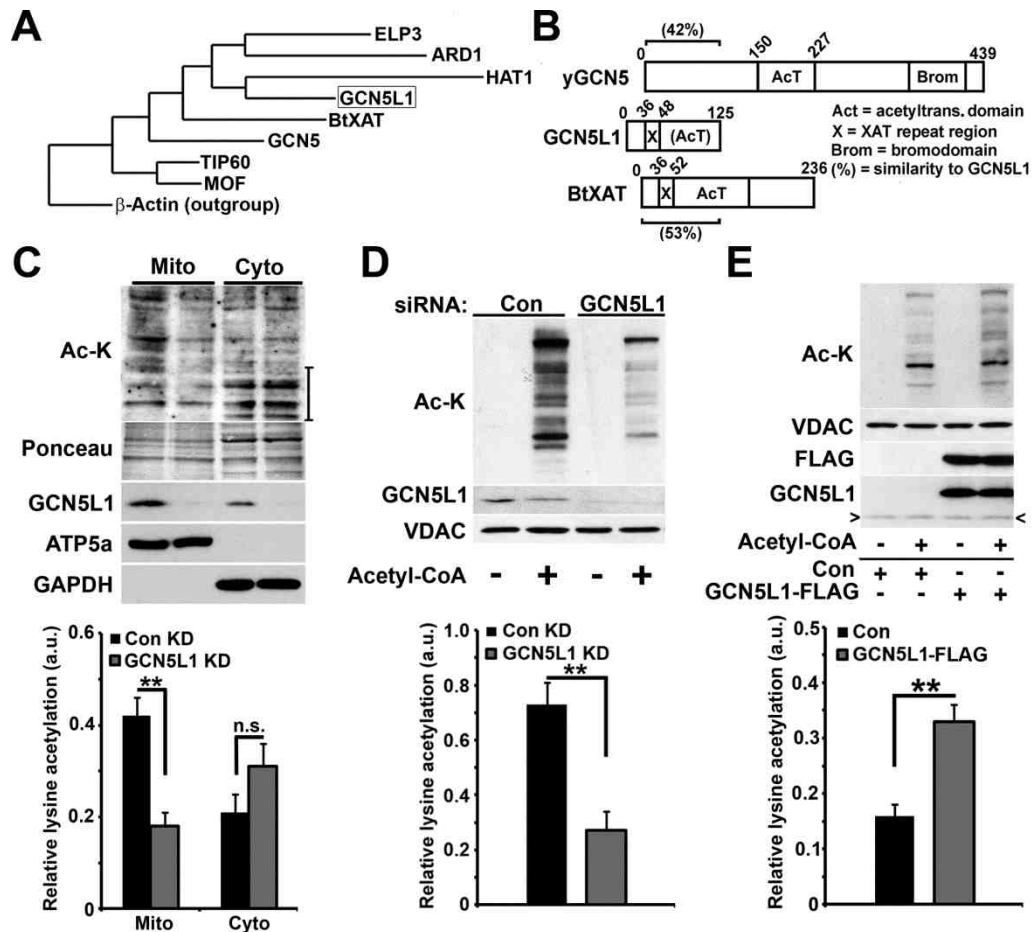 A
ELP3
ARD1
HAT1
GCN5L1
BtXAT
GCN5
TIP60
MOF
β-Actin (outgroup)
B
(42%)
0 150 227 439
yGCN5 AcT Brom
0 36 48 125
GCN5L1 X (AcT)
0 36 52 236
BtXAT X AcT
(53%)
Act = acetyltrans. domain
X = XAT repeat region
Brom = bromodomain
(%) = similarity to GCN5L1
C
Mito Cyto
Ac-K
Ponceau
GCN5L1
ATP5a
GAPDH
Relative lysine acetylation (a.u.)
0.6
0.4
0.2
0
Con KD
GCN5L1 KD
**
n.s.
Mito Cyto
D
siRNA: Con GCN5L1
Ac-K
GCN5L1
VDAC
Acetyl-CoA - + - +
Relative lysine acetylation (a.u.)
1.0
0.8
0.6
0.4
0.2
0
Con KD
GCN5L1 KD
**
E
Ac-K
VDAC
FLAG
GCN5L1
> <
Acetyl-CoA - + - +
Con + + - -
GCN5L1-FLAG - - + +
Relative lysine acetylation (a.u.)
0.5
0.4
0.3
0.2
0.1
0
Con
GCN5L1-FLAG
**